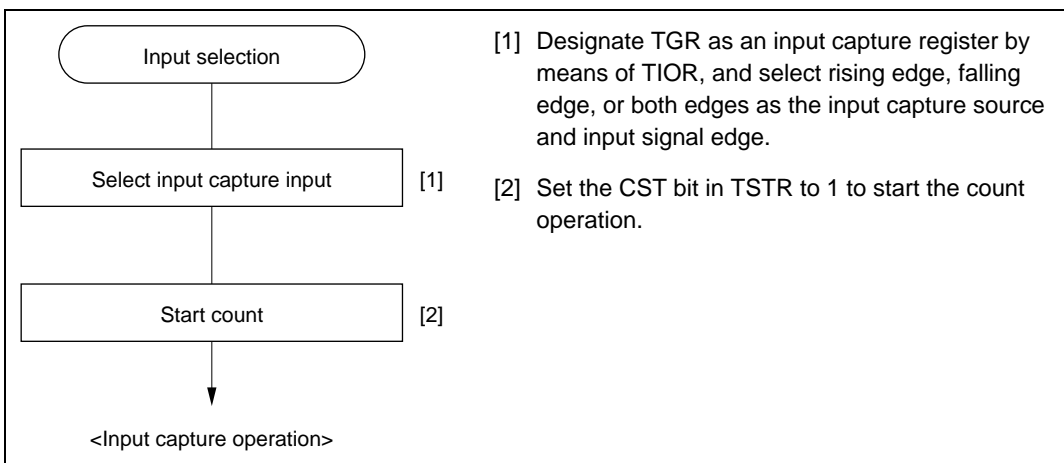 Input selection
Select input capture input [1]
Start count [2]
<Input capture operation>
[1] Designate TGR as an input capture register by
means of TIOR, and select rising edge, falling
edge, or both edges as the input capture source
and input signal edge.
[2] Set the CST bit in TSTR to 1 to start the count
operation.